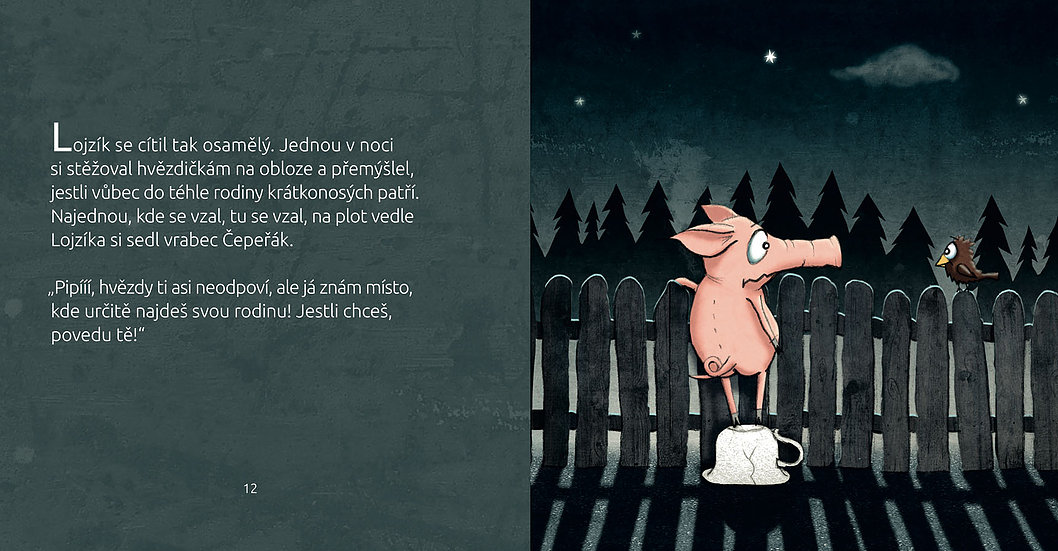 Lojzík se cítil tak osamělý. Jednou v noci
si stěžoval hvězdičkám na obloze a přemýšlel,
jestli vůbec do téhle rodiny krátkonosých patří.
Najednou, kde se vzal, tu se vzal, na plot vedle
Lojzíka si sedl vrabec Čepeřák.
„Pipííí, hvězdy ti asi neodpoví, ale já znám místo,
kde určitě najdeš svou rodinu! Jestli chceš,
povedu tě!“
12